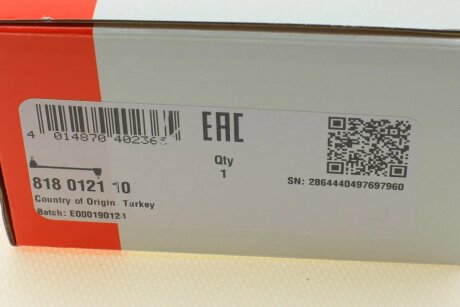 EAC
4 014870 40236
Qty
1
818 0121 10
SN: 2864440497697960
Country of Origin Turkey
Batch: E000190121